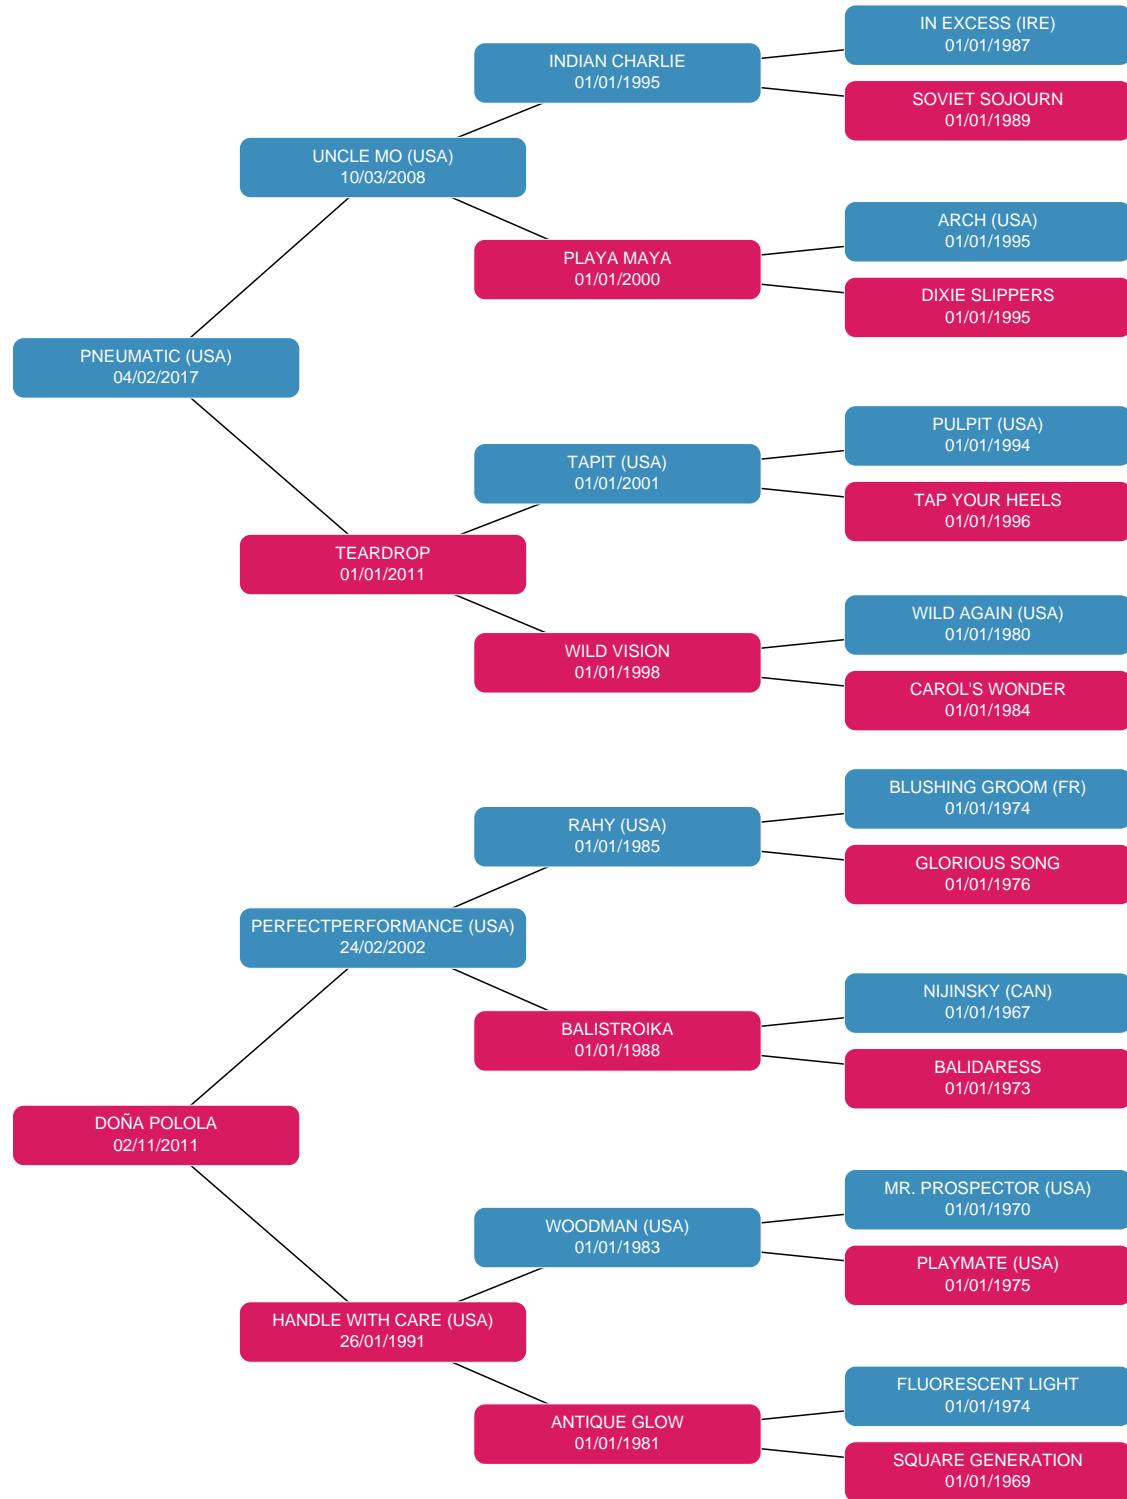 IN EXCESS (IRE)
01/01/1987
INDIAN CHARLIE
01/01/1995
SOVIET SOJOURN
01/01/1989
UNCLE MO (USA)
10/03/2008
ARCH (USA)
01/01/1995
PLAYA MAYA
01/01/2000
DIXIE SLIPPERS
01/01/1995
PNEUMATIC (USA)
04/02/2017
PULPIT (USA)
01/01/1994
TAPIT (USA)
01/01/2001
TAP YOUR HEELS
01/01/1996
TEARDROP
01/01/2011
WILD AGAIN (USA)
01/01/1980
WILD VISION
01/01/1998
CAROL'S WONDER
01/01/1984
BLUSHING GROOM (FR)
01/01/1974
RAHY (USA)
01/01/1985
GLORIOUS SONG
01/01/1976
PERFECTPERFORMANCE (USA)
24/02/2002
NIJINSKY (CAN)
01/01/1967
BALISTROIKA
01/01/1988
BALIDARESS
01/01/1973
DOÑA POLOLA
02/11/2011
MR. PROSPECTOR (USA)
01/01/1970
WOODMAN (USA)
01/01/1983
PLAYMATE (USA)
01/01/1975
HANDLE WITH CARE (USA)
26/01/1991
FLUORESCENT LIGHT
01/01/1974
ANTIQUE GLOW
01/01/1981
SQUARE GENERATION
01/01/1969